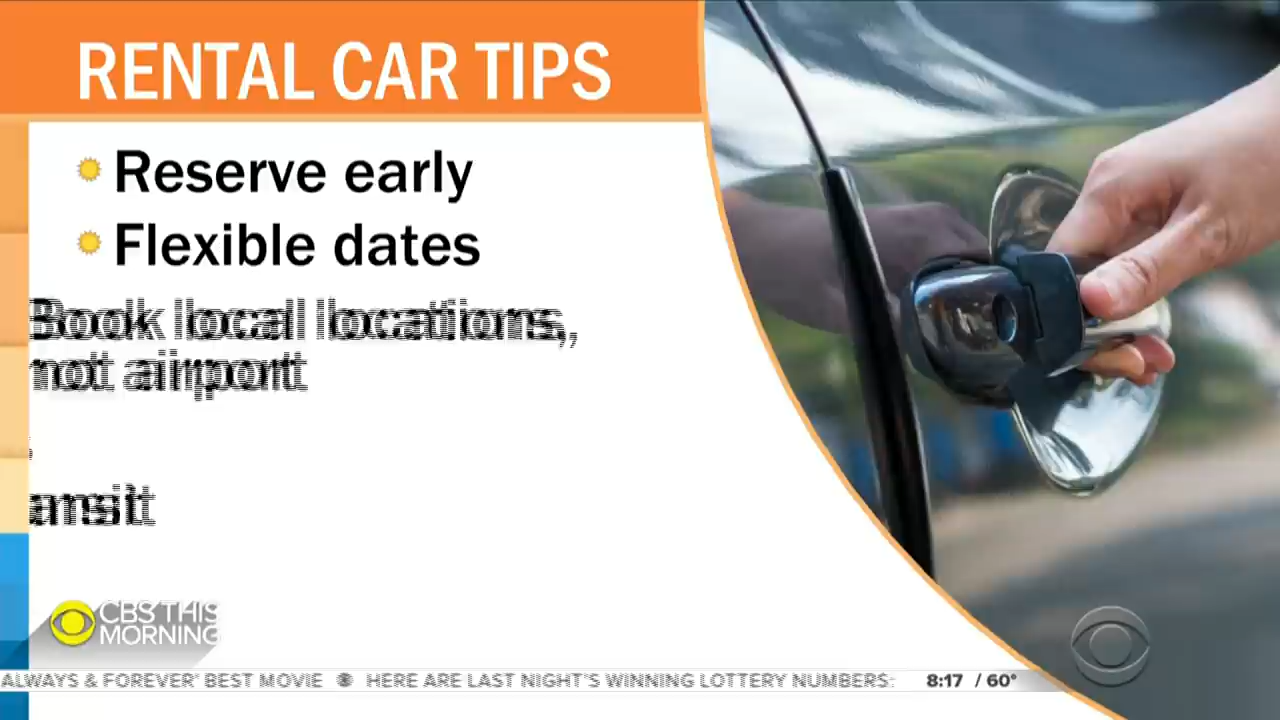 RENTAL CAR TIPS
Reserve early
Flexible dates
Book local locations,
not airport
ansit
CBS THIS
MORNING
ALWAYS & FOREVER' BEST MOVIE HERE ARE LAST NIGHT'S WINNING LOTTERY NUMBERS: 8:17 / 60°